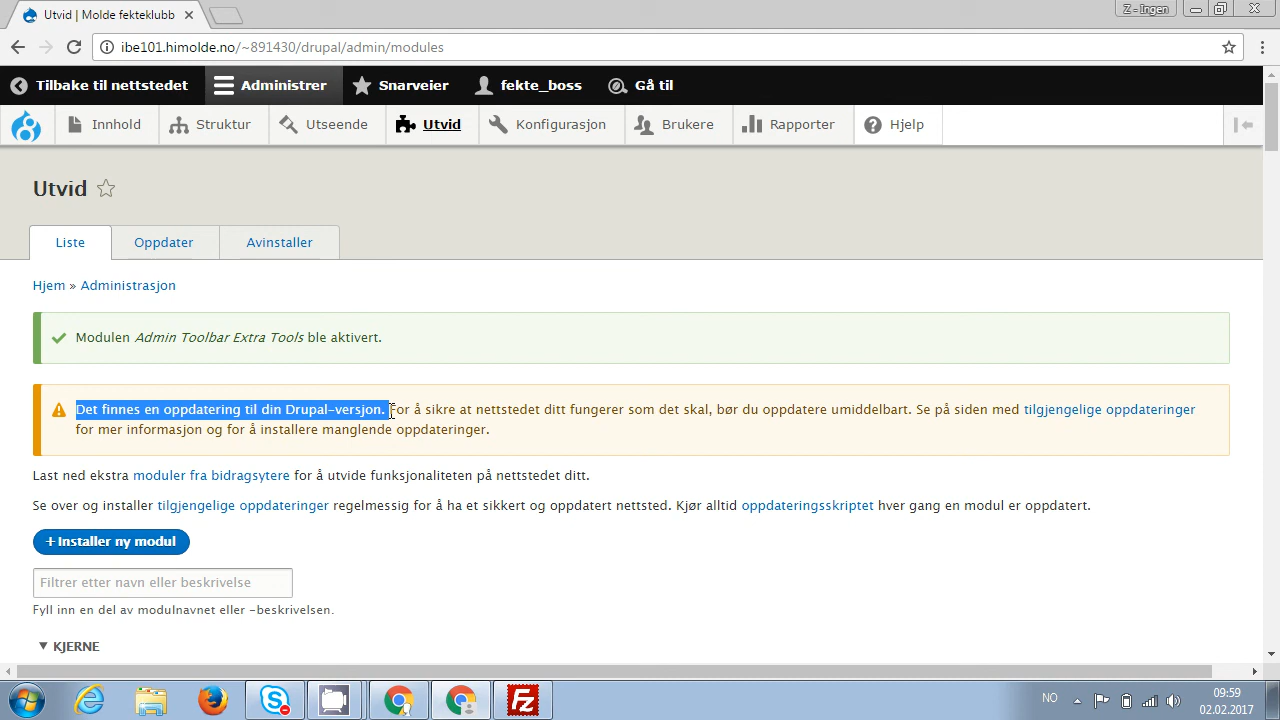 Utvid | Molde fekteklubb
Z - Ingen
ibe101.himolde.no/~891430/drupal/admin/modules
Tilbake til nettstedet Administrer Snarveier fekte_boss Gå til
Innhold Struktur Utseende Utvid Konfigurasjon Brukere Rapporter Hjelp
Utvid
Liste Oppdater Avinstaller
Hjem » Administrasjon
Modulen Admin Toolbar Extra Tools ble aktivert.
Det finnes en oppdatering til din Drupal-versjon. For å sikre at nettstedet ditt fungerer som det skal, bør du oppdatere umiddelbart. Se på siden med tilgjengelige oppdateringer
for mer informasjon og for å installere manglende oppdateringer.
Last ned ekstra moduler fra bidragsytere for å utvide funksjonaliteten på nettstedet ditt.
Se over og installer tilgjengelige oppdateringer regelmessig for å ha et sikkert og oppdatert nettsted. Kjør alltid oppdateringsskriptet hver gang en modul er oppdatert.
+ Installer ny modul
Filtrer etter navn eller beskrivelse
Fyll inn en del av modulnavnet eller -beskrivelsen.
▼ KJERNE
NO
09:59
02.02.2017